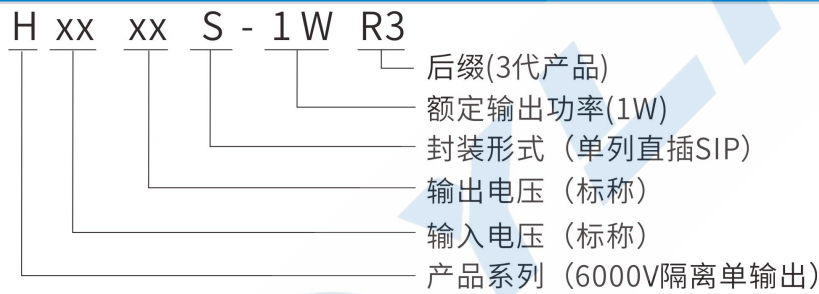 H xx xx S - 1W R3
后缀(3代产品)
额定输出功率(1W)
封装形式（单列直插SIP）
输出电压（标称）
输入电压（标称）
产品系列（6000V隔离单输出）